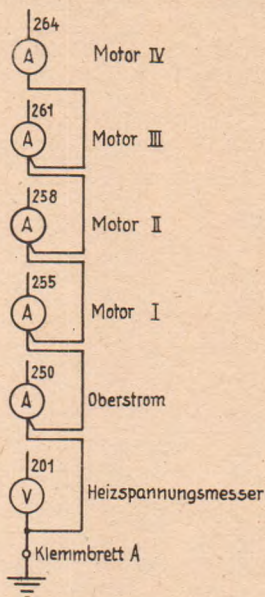 264
A Motor IV
261
A Motor III
258
A Motor II
255
A Motor I
250
A Oberstrom
201
V Heizspannungsmesser
Klemmbrett A